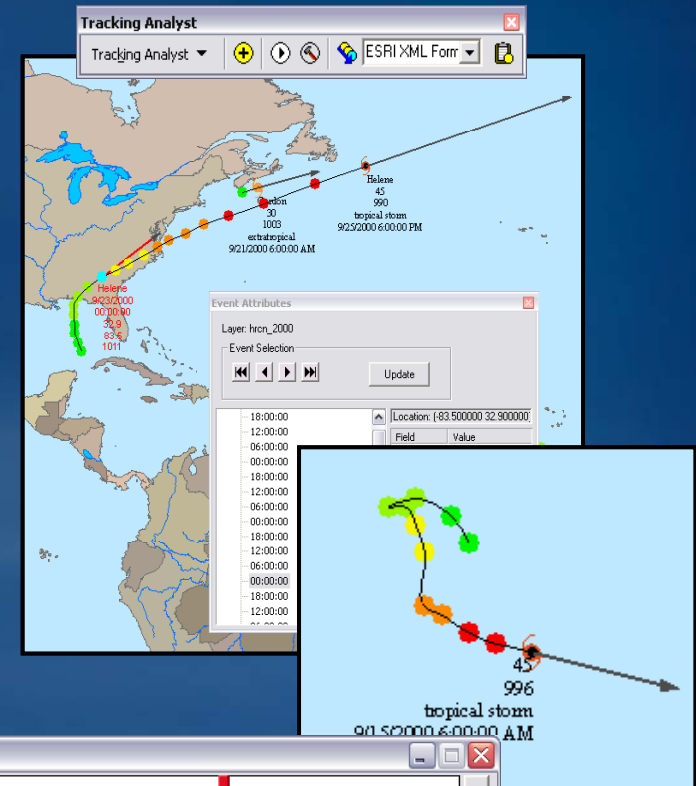 Tracking Analyst
Tracking Analyst
ESRI XML Form
Helene
45
990
tropical storm
9/25/2000 6:00:00 PM
30
1003
extratropical
9/21/2000 6:00:00 AM
Helene
9/23/2000
00:00:00
32.9
83.5
1011
Event Attributes
Layer: hrcn_2000
Event Selection
Update
18:00:00
12:00:00
06:00:00
00:00:00
18:00:00
12:00:00
06:00:00
00:00:00
18:00:00
12:00:00
06:00:00
00:00:00
18:00:00
12:00:00
Location: (-83.500000 32.900000)
Field Value
45
996
tropical storm
9/15/2000 6:00:00 AM